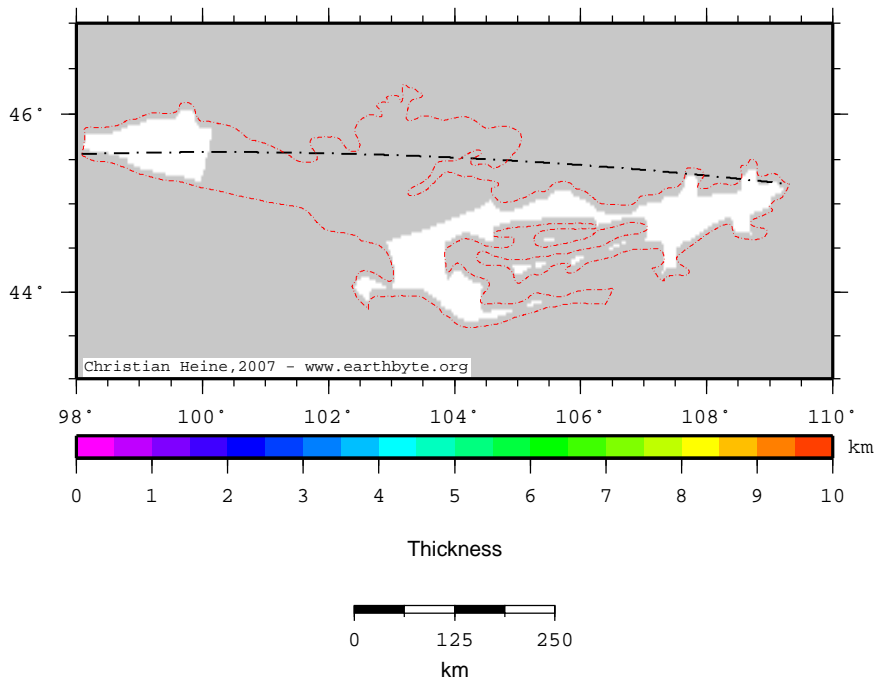 46°
44°
Christian Heine,2007 - www.earthbyte.org
98° 100° 102° 104° 106° 108° 110°
km
0 1 2 3 4 5 6 7 8 9 10
Thickness
0 125 250
km